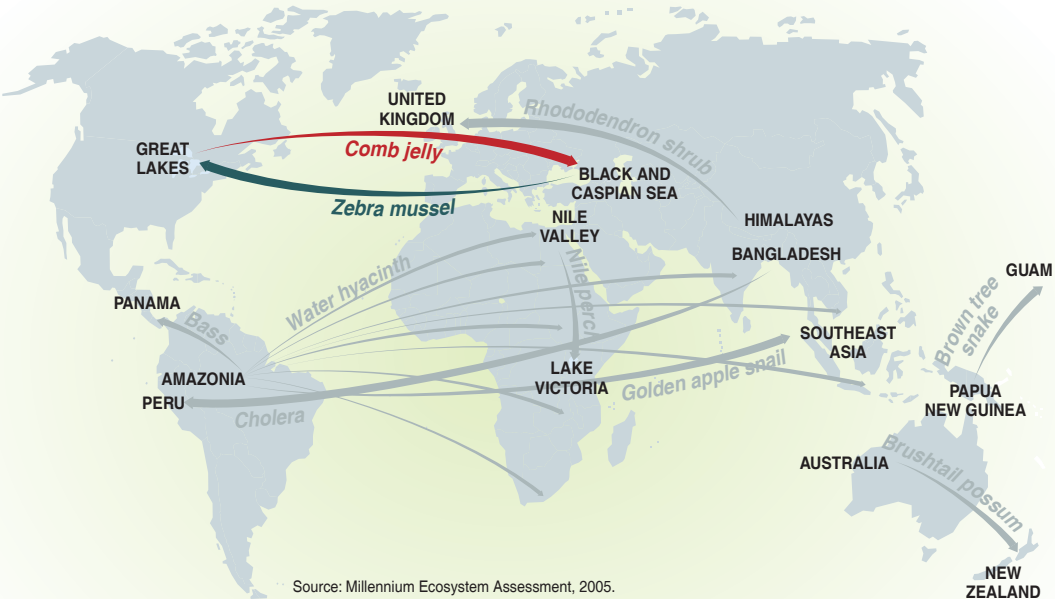 UNITED
KINGDOM
Rhododendron shrub
GREAT
LAKES
Comb jelly
BLACK AND
CASPIAN SEA
Zebra mussel
NILE
VALLEY
HIMALAYAS
BANGLADESH
GUAM
Water hyacinth
Nile perch
PANAMA
Bass
Brown tree
snake
SOUTHEAST
ASIA
AMAZONIA
LAKE
VICTORIA
Golden apple snail
PERU
Cholera
PAPUA
NEW GUINEA
AUSTRALIA
Brushtail possum
NEW
ZEALAND
Source: Millennium Ecosystem Assessment, 2005.